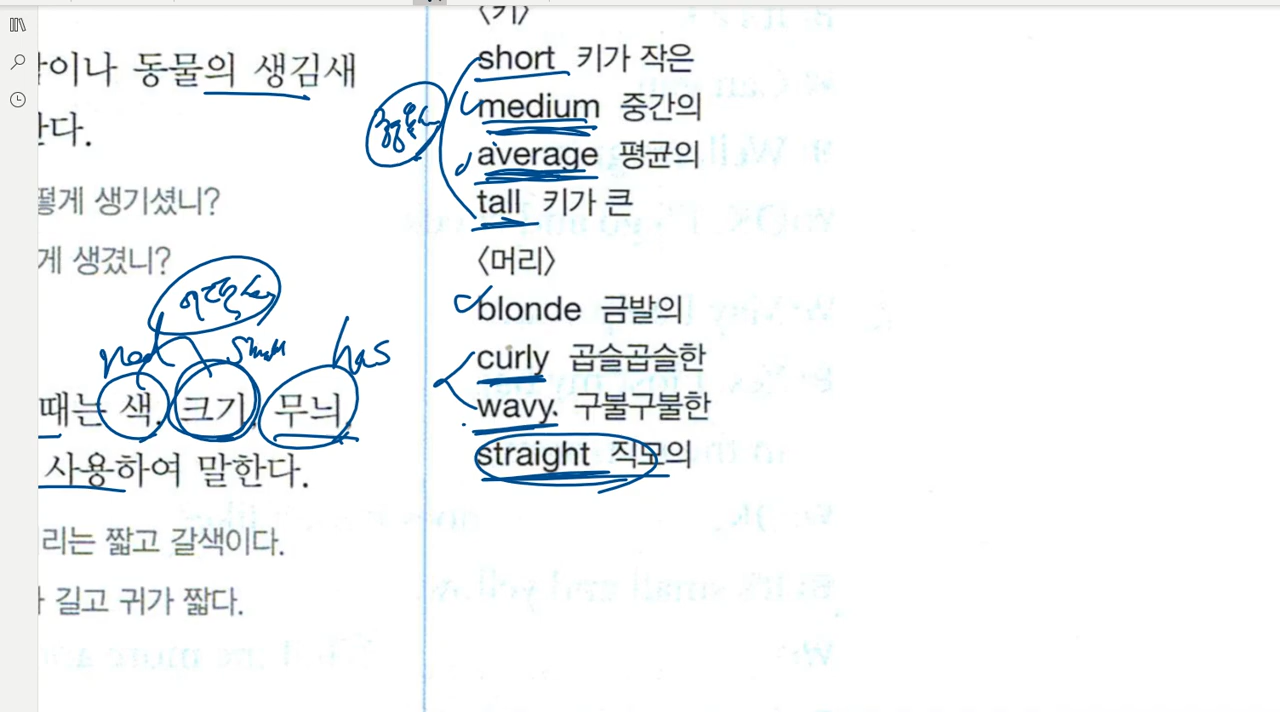 이나 동물의 생김새
다.
떻게 생기셨니?
게 생겼니?
red
small
has
때는 색, 크기, 무늬,
사용하여 말한다.
리는 짧고 갈색이다.
길고 귀가 짧다.
〈키〉
short 키가 작은
medium 중간의
average 평균의
tall 키가 큰
〈머리〉
blonde 금발의
curly 곱슬곱슬한
wavy 구불구불한
straight 직모의